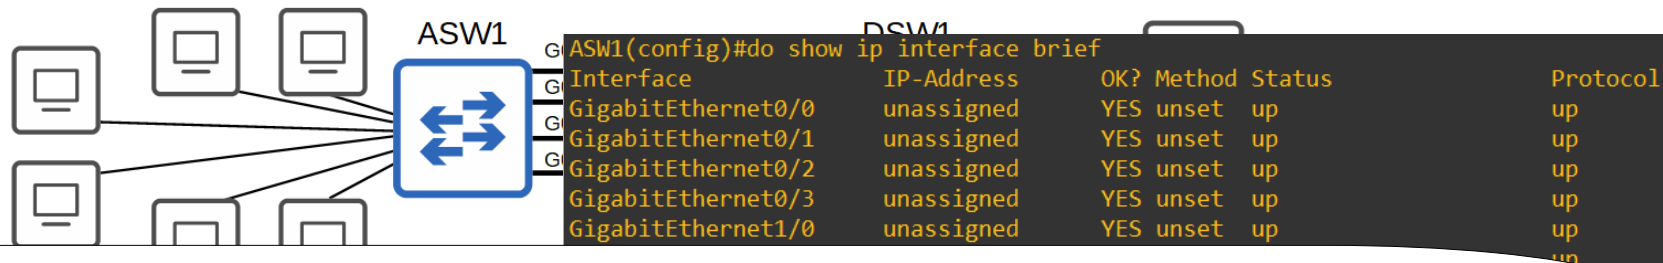 ASW1
DSW1
ASW1(config)#do show ip interface brief
Interface IP-Address OK? Method Status Protocol
GigabitEthernet0/0 unassigned YES unset up up
GigabitEthernet0/1 unassigned YES unset up up
GigabitEthernet0/2 unassigned YES unset up up
GigabitEthernet0/3 unassigned YES unset up up
GigabitEthernet1/0 unassigned YES unset up up
up